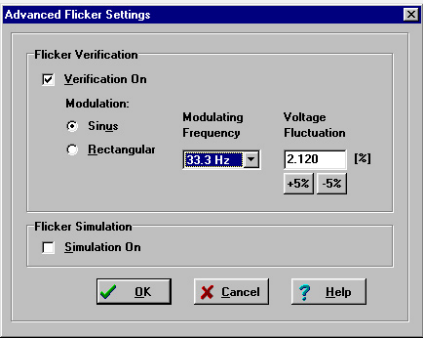 Advanced Flicker Settings
Flicker Verification
Verification On
Modulation:
Sinus
Rectangular
Modulating
Frequency
33.3 Hz
Voltage
Fluctuation
2.120 [%]
+5% -5%
Flicker Simulation
Simulation On
OK Cancel Help